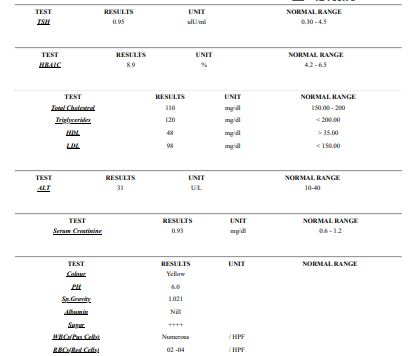 TEST RESULTS UNIT NORMAL RANGE
TSH 0.95 uIU/ml 0.30 - 4.5
TEST RESULTS UNIT NORMAL RANGE
HBA1C 8.9 % 4.2 - 6.5
TEST RESULTS UNIT NORMAL RANGE
Total Cholestrol 110 mg/dl 150.00 - 200
Triglycerides 120 mg/dl < 200.00
HDL 48 mg/dl > 35.00
LDL 98 mg/dl < 150.00
TEST RESULTS UNIT NORMAL RANGE
ALT 31 U/L 10-40
TEST RESULTS UNIT NORMAL RANGE
Serum Creatinine 0.93 mg/dl 0.6 - 1.2
TEST RESULTS UNIT NORMAL RANGE
Colour Yellow
PH 6.0
Sp.Gravity 1.021
Albumin Nill
Sugar ++++
WBCs(Pus Cells) Numerous / HPF
RBCs(Red Cells) 02 -04 / HPF